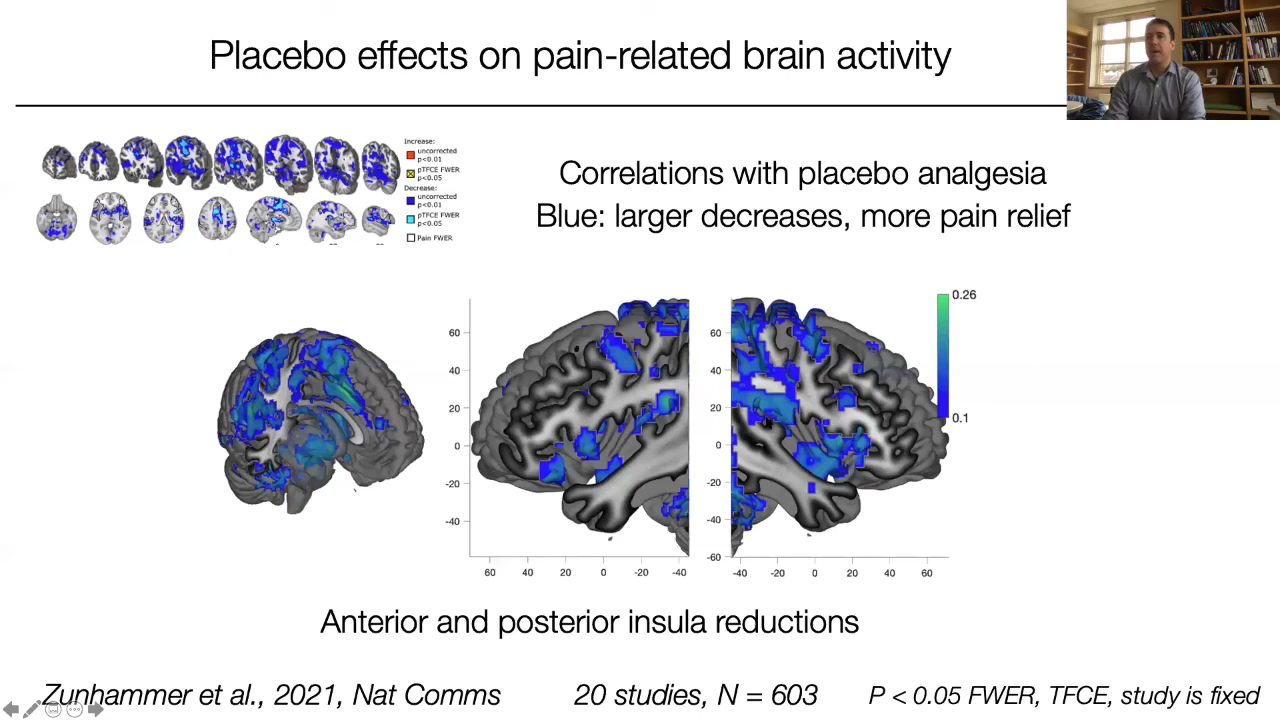 Placebo effects on pain-related brain activity
Increase:
uncorrected
p<0.01
pTFCE FWER
p<0.05
Decrease:
uncorrected
p<0.01
pTFCE FWER
p<0.05
Pain FWER
Correlations with placebo analgesia
Blue: larger decreases, more pain relief
60
40
20
0
-20
-40
60 40 20 0 -20 -40
60
40
20
0
-20
-40
-60
-40 -20 0 20 40 60
0.26
0.1
Anterior and posterior insula reductions
Zunhammer et al., 2021, Nat Comms
20 studies, N = 603
P < 0.05 FWER, TFCE, study is fixed